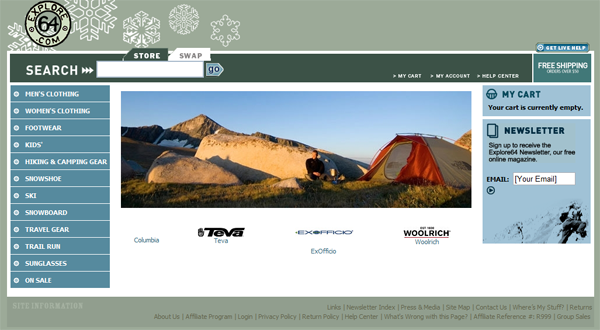 EXPLORE
64
.COM
GET LIVE HELP
STORE SWAP
SEARCH go
> MY CART > MY ACCOUNT > HELP CENTER
FREE SHIPPING
ORDERS OVER $50
MEN'S CLOTHING
WOMEN'S CLOTHING
FOOTWEAR
KIDS'
HIKING & CAMPING GEAR
SNOWSHOE
SKI
SNOWBOARD
TRAVEL GEAR
TRAIL RUN
SUNGLASSES
ON SALE
MY CART
Your cart is currently empty.
NEWSLETTER
Sign up to receive the
Explore64 Newsletter, our free
online magazine.
EMAIL: [Your Email]
Columbia
Teva
Teva
EXOFFICIO
ExOfficio
EST 1830
WOOLRICH
Woolrich
SITE INFORMATION
Links | Newsletter Index | Press & Media | Site Map | Contact Us | Where's My Stuff? | Returns
About Us | Affiliate Program | Login | Privacy Policy | Return Policy | Help Center | What's Wrong with this Page? | Affiliate Reference #: R999 | Group Sales